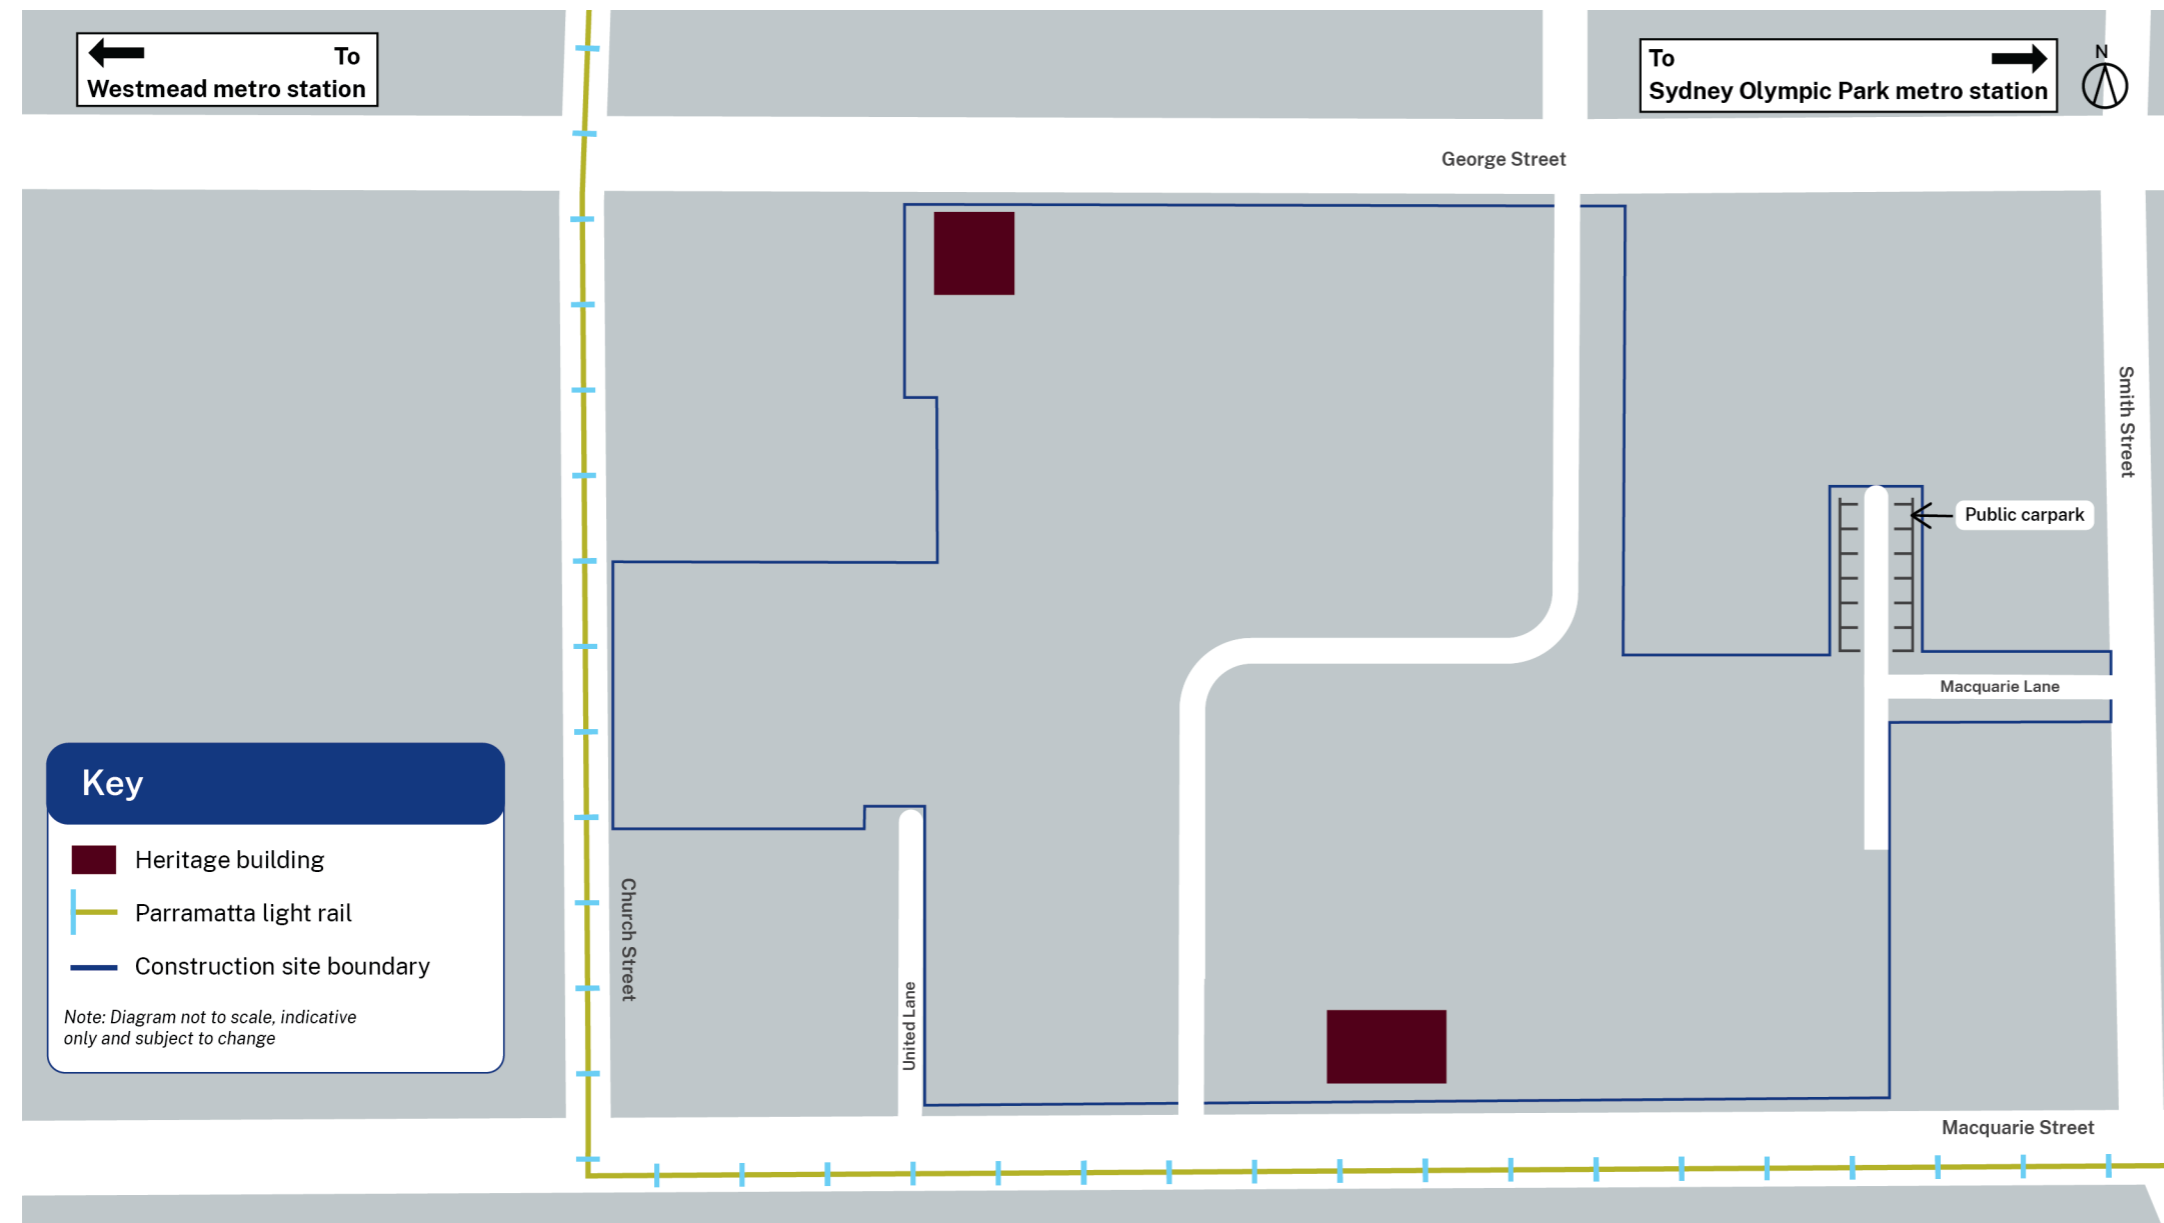 To
Westmead metro station
To
Sydney Olympic Park metro station
N
George Street
Smith Street
Public carpark
Macquarie Lane
Key
Heritage building
Parramatta light rail
Construction site boundary
Note: Diagram not to scale, indicative
only and subject to change
Church Street
United Lane
Macquarie Street